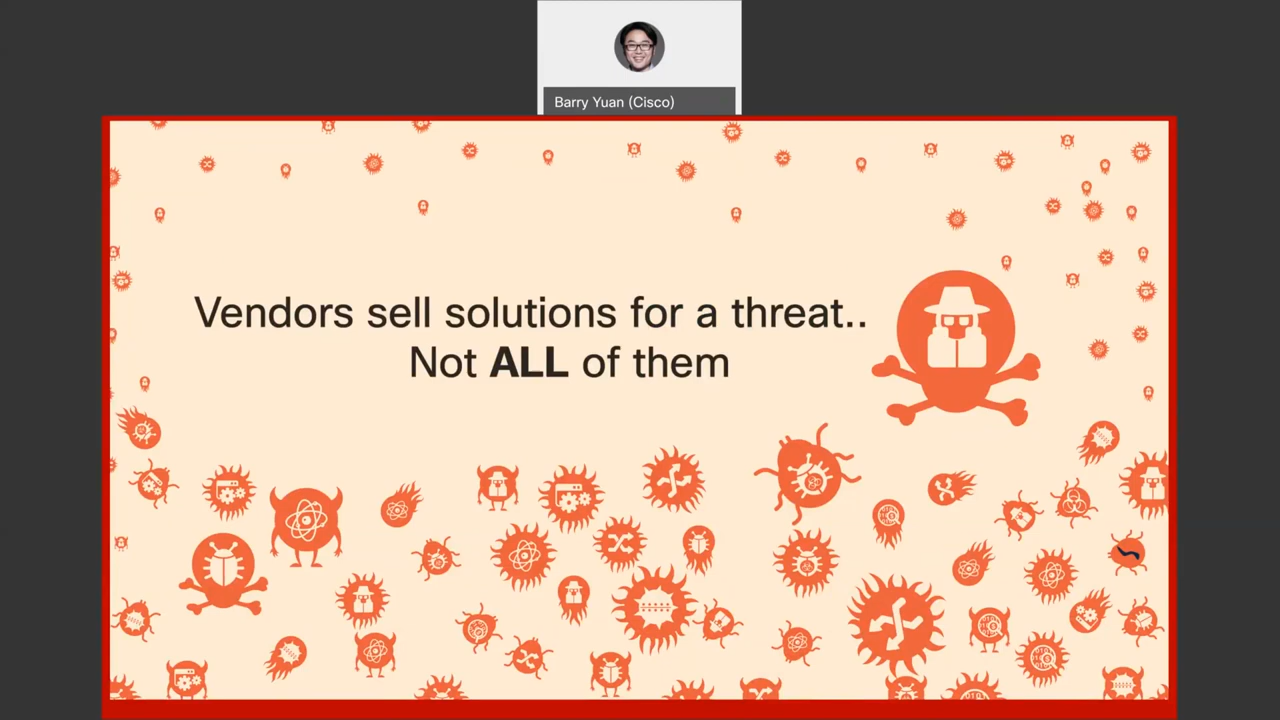 Barry Yuan (Cisco)
Vendors sell solutions for a threat..
Not ALL of them